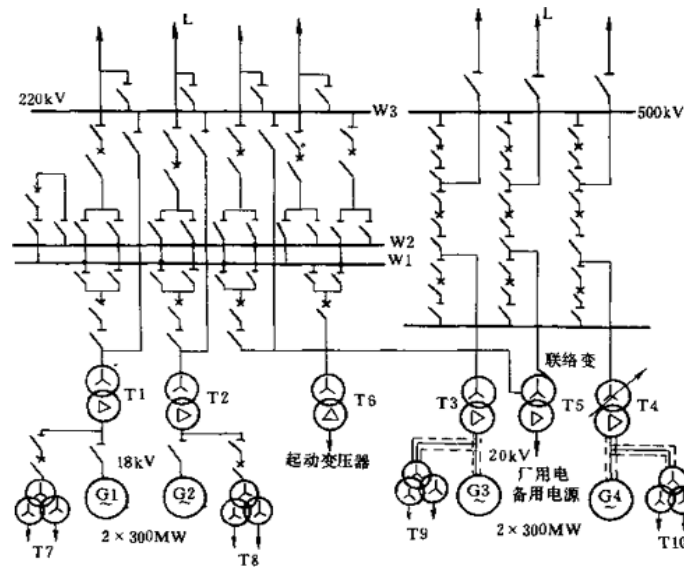 L
L
220kV
W3
500kV
W2
W1
联络变
T1
T2
T6
T3
T5
T4
起动变压器
18kV
20kV
厂用电
备用电源
G1
~
G2
~
G3
~
G4
~
2×300MW
2×300MW
T7
T8
T9
T10